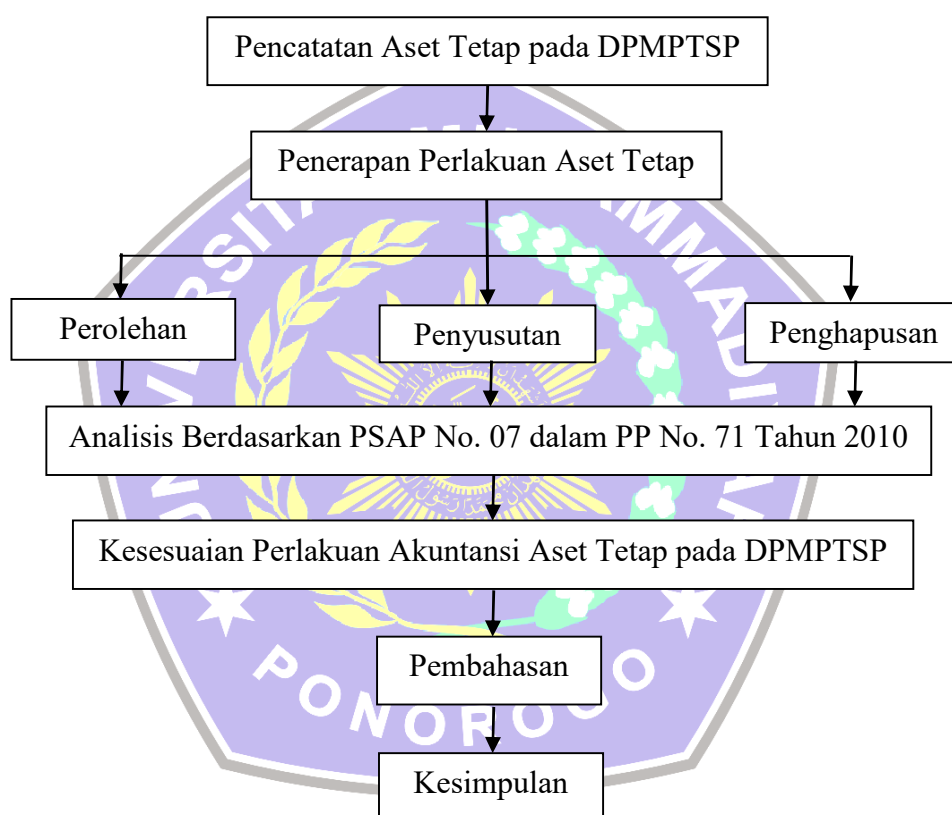 Pencatatan Aset Tetap pada DPMPTSP
Penerapan Perlakuan Aset Tetap
Perolehan
Penyusutan
Penghapusan
Analisis Berdasarkan PSAP No. 07 dalam PP No. 71 Tahun 2010
Kesesuaian Perlakuan Akuntansi Aset Tetap pada DPMPTSP
Pembahasan
Kesimpulan
PONOROGO